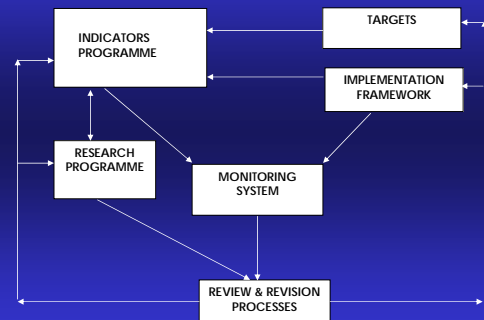 INDICATORS
PROGRAMME
TARGETS
IMPLEMENTATION
FRAMEWORK
RESEARCH
PROGRAMME
MONITORING
SYSTEM
REVIEW & REVISION
PROCESSES